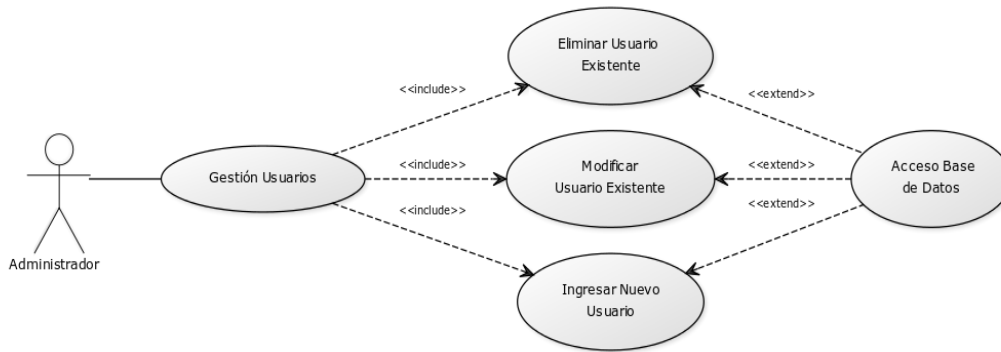 Eliminar Usuario
Existente
<<include>>
<<extend>>
Gestión Usuarios
<<include>>
Modificar
Usuario Existente
<<extend>>
Acceso Base
de Datos
<<include>>
<<extend>>
Administrador
Ingresar Nuevo
Usuario